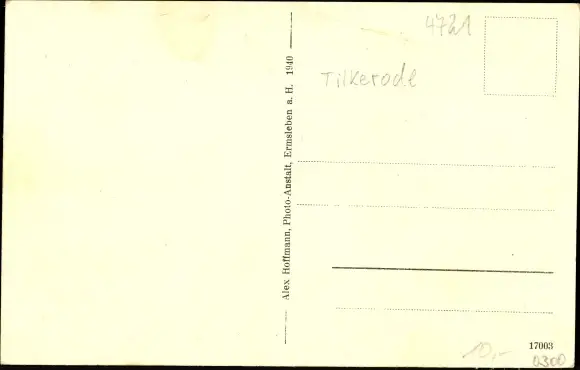 4721
Tilkerode
Alex Hoffmann, Photo-Anstalt, Ermsleben a. H. 1940
17003
10,-
0300